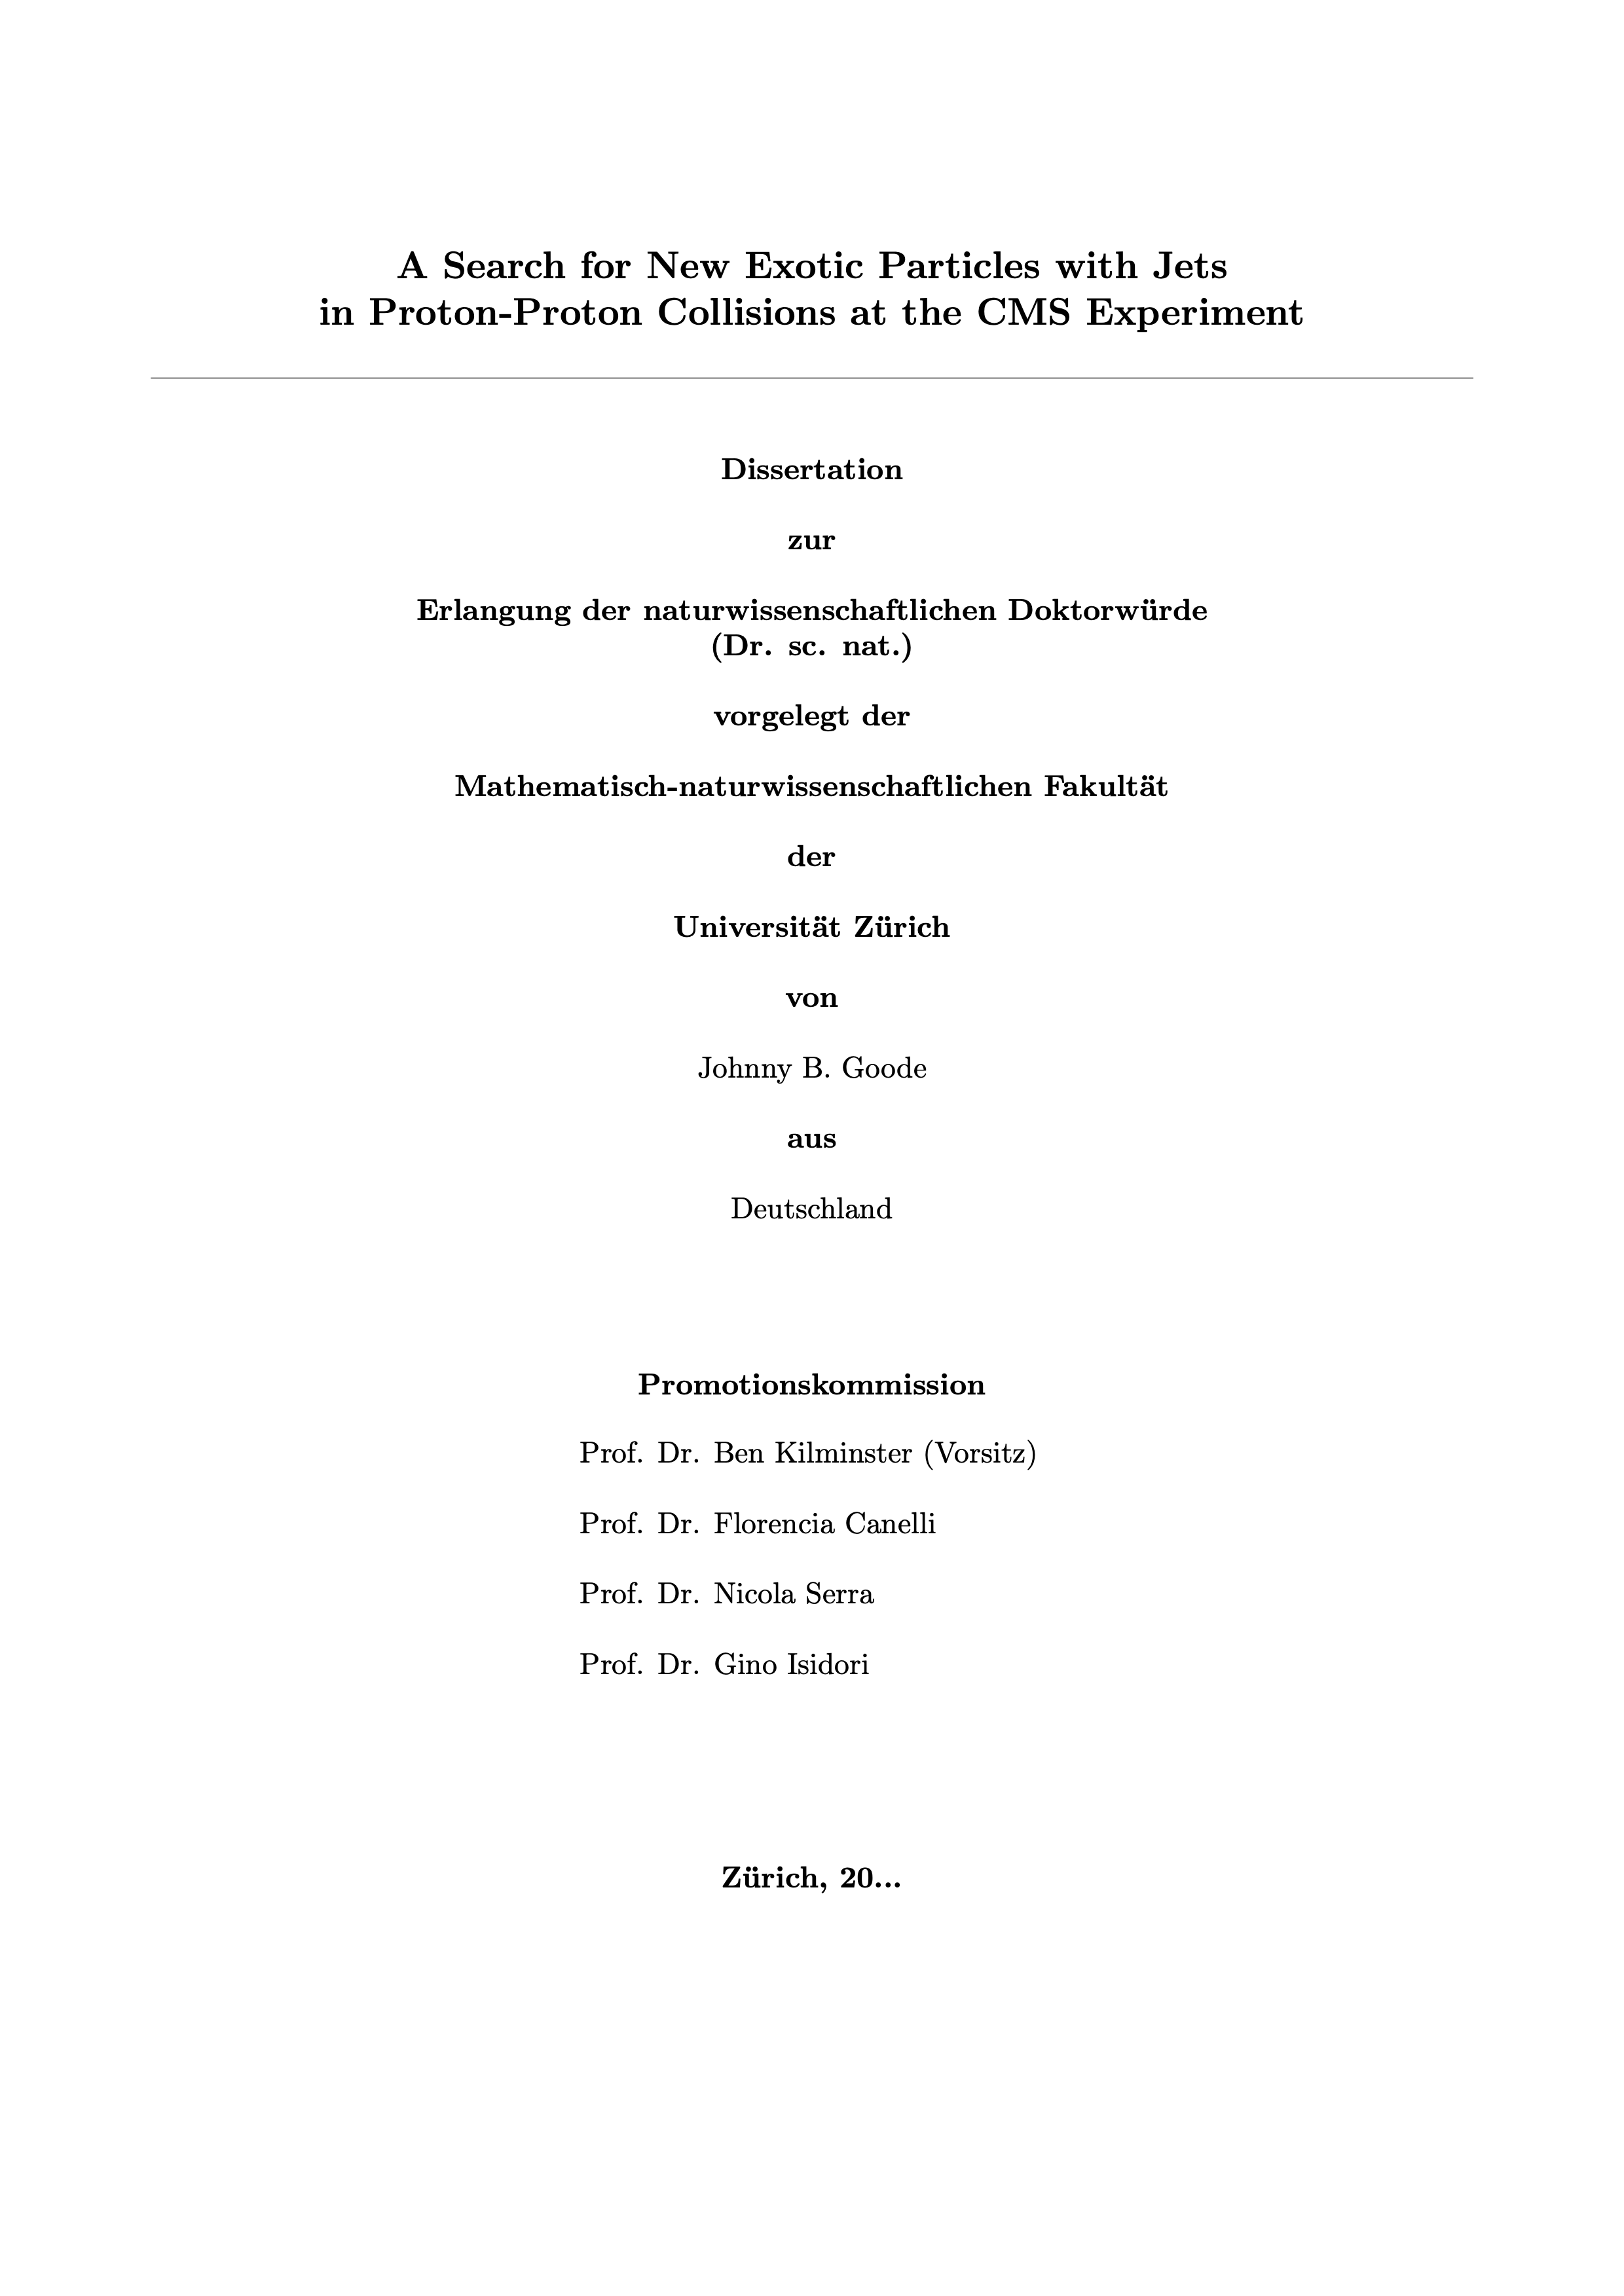 A Search for New Exotic Particles with Jets
in Proton-Proton Collisions at the CMS Experiment
Dissertation
zur
Erlangung der naturwissenschaftlichen Doktorwürde
(Dr. sc. nat.)
vorgelegt der
Mathematisch-naturwissenschaftlichen Fakultät
der
Universität Zürich
von
Johnny B. Goode
aus
Deutschland
Promotionskommission
Prof. Dr. Ben Kilminster (Vorsitz)
Prof. Dr. Florencia Canelli
Prof. Dr. Nicola Serra
Prof. Dr. Gino Isidori
Zürich, 20...